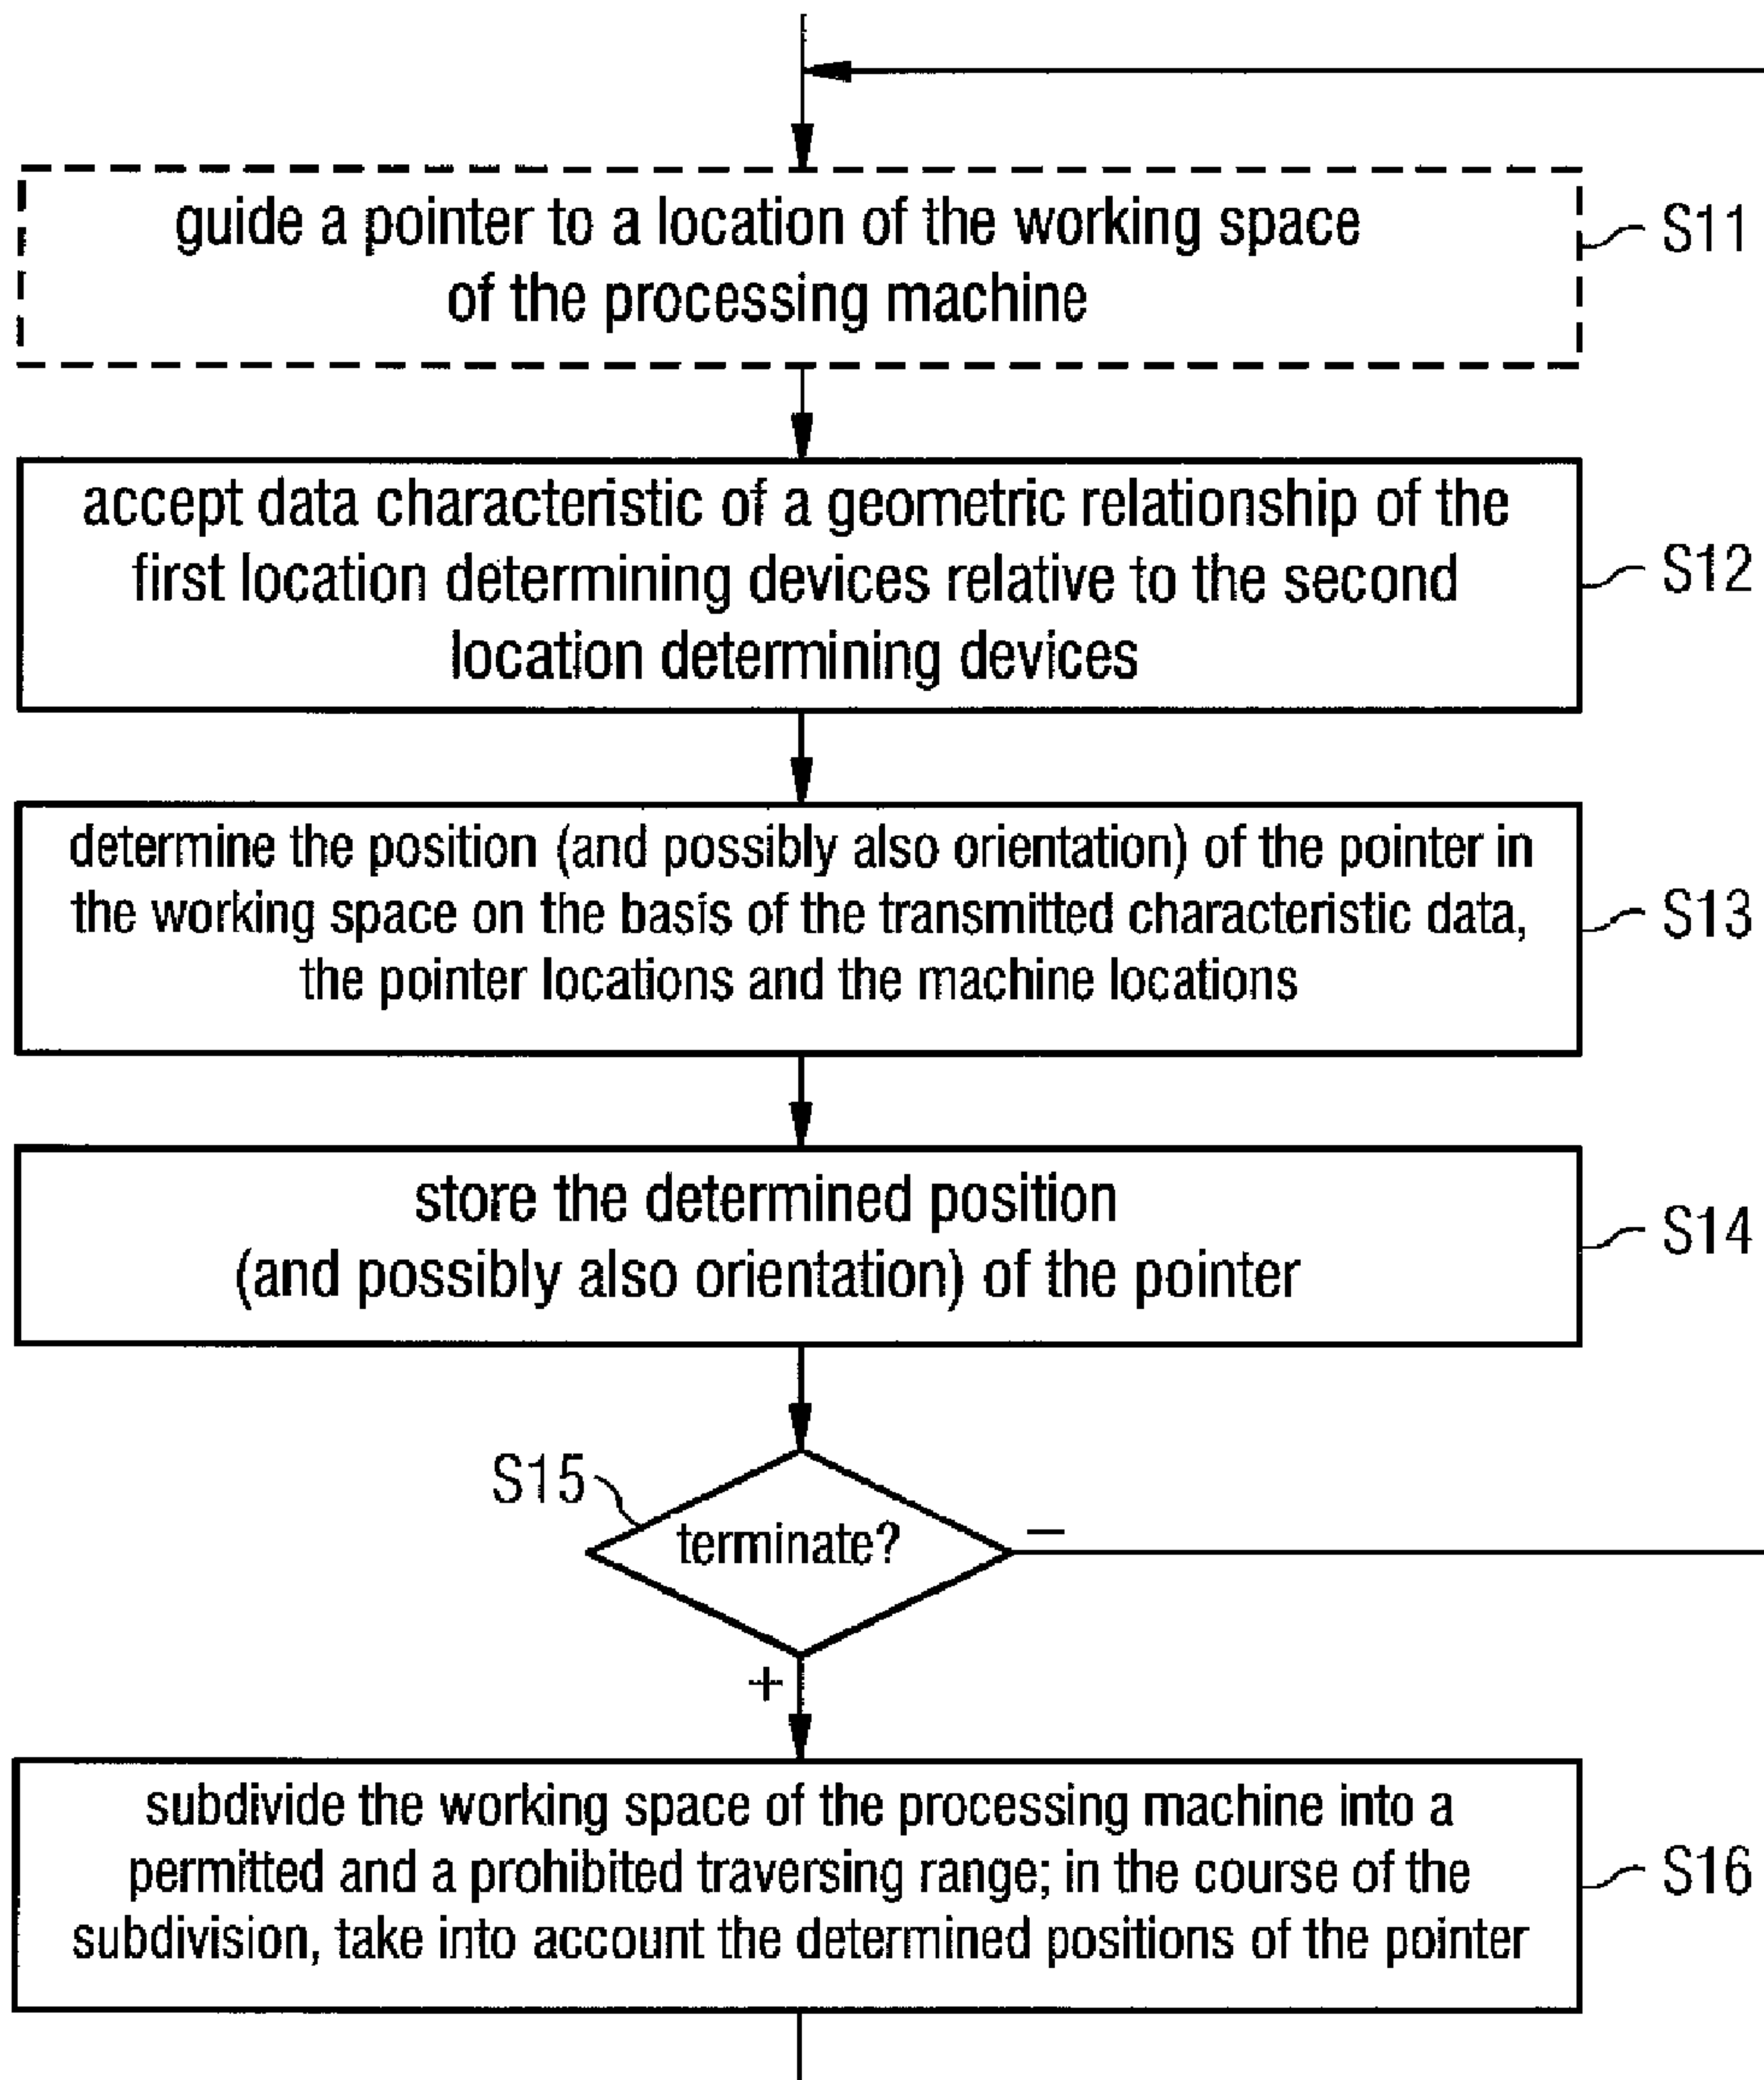 guide a pointer to a location of the working space
of the processing machine
S11
accept data characteristic of a geometric relationship of the
first location determining devices relative to the second
location determining devices
S12
determine the position (and possibly also orientation) of the pointer in
the working space on the basis of the transmitted characteristic data,
the pointer locations and the machine locations
S13
store the determined position
(and possibly also orientation) of the pointer
S14
S15
terminate?
−
+
subdivide the working space of the processing machine into a
permitted and a prohibited traversing range; in the course of the
subdivision, take into account the determined positions of the pointer
S16